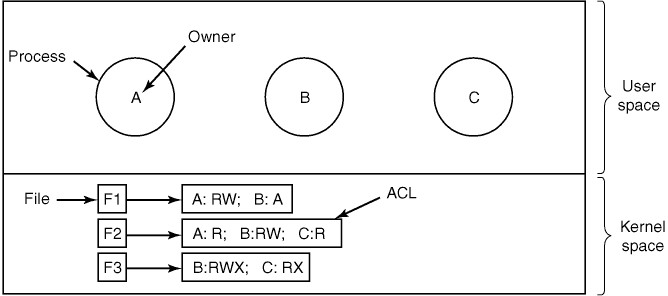 Owner
Process
A
B
C
User
space
File
F1
A: RW; B: A
ACL
F2
A: R; B:RW; C:R
F3
B:RWX; C: RX
Kernel
space